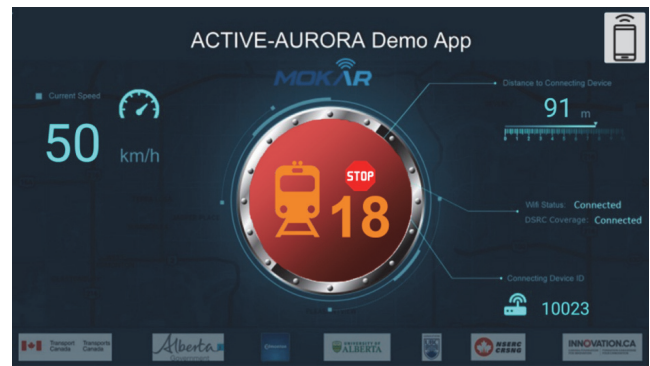 ACTIVE-AURORA Demo App
MOKAR
Current Speed
50 km/h
Distance to Connecting Device
91 m
STOP
18
Wifi Status: Connected
DSRC Coverage: Connected
Connecting Device ID
10023
Transport Canada
Transports Canada
Alberta
Government
UNIVERSITY OF
ALBERTA
UBC
NSERC
CRSNG
INNOVATION.CA